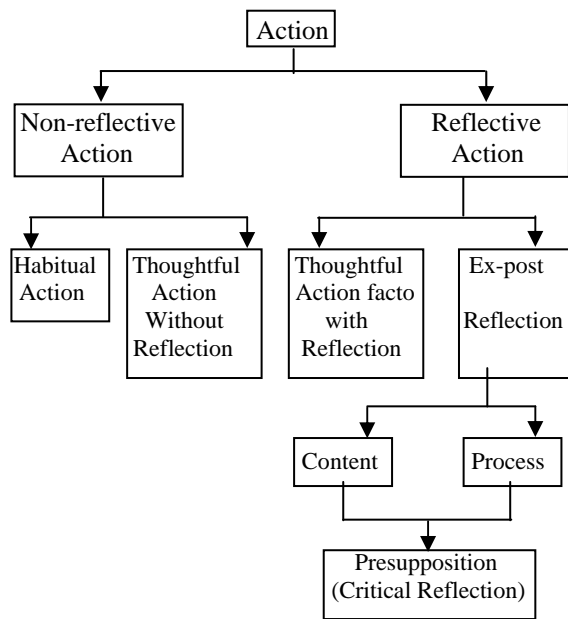 Action
Non-reflective
Action
Reflective
Action
Habitual
Action
Thoughtful
Action
Without
Reflection
Thoughtful
Action facto
with
Reflection
Ex-post
Reflection
Content
Process
Presupposition
(Critical Reflection)